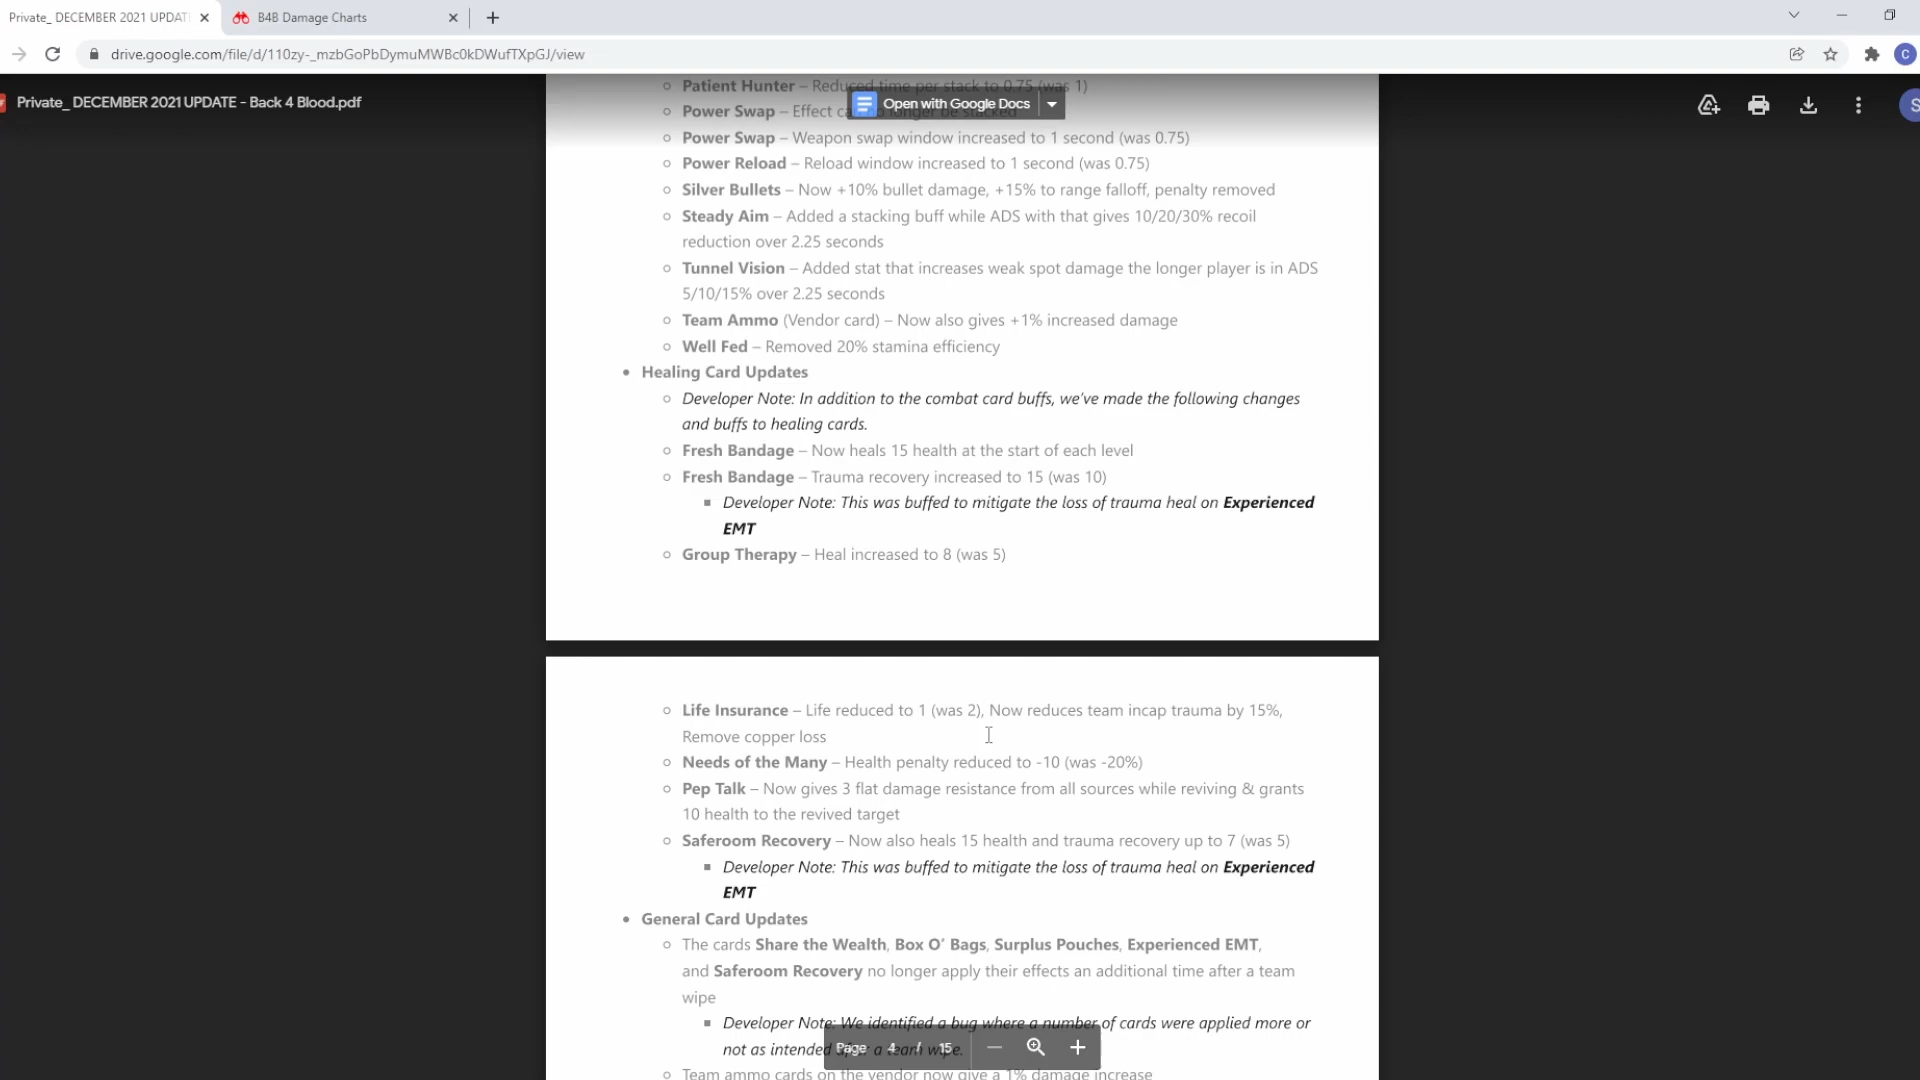 Private_ DECEMBER 2021 UPDAT
B4B Damage Charts
drive.google.com/file/d/110zy-_mzbGoPbDymuMWBc0kDWufTXpGJ/view
C
Private_ DECEMBER 2021 UPDATE - Back 4 Blood.pdf
Open with Google Docs
S
Patient Hunter – Reduced time per stack to 0.75 (was 1)
Power Swap – Effect can no longer be stacked
Power Swap – Weapon swap window increased to 1 second (was 0.75)
Power Reload – Reload window increased to 1 second (was 0.75)
Silver Bullets – Now +10% bullet damage, +15% to range falloff, penalty removed
Steady Aim – Added a stacking buff while ADS with that gives 10/20/30% recoil
reduction over 2.25 seconds
Tunnel Vision – Added stat that increases weak spot damage the longer player is in ADS
5/10/15% over 2.25 seconds
Team Ammo (Vendor card) – Now also gives +1% increased damage
Well Fed – Removed 20% stamina efficiency
Healing Card Updates
Developer Note: In addition to the combat card buffs, we've made the following changes
and buffs to healing cards.
Fresh Bandage – Now heals 15 health at the start of each level
Fresh Bandage – Trauma recovery increased to 15 (was 10)
Developer Note: This was buffed to mitigate the loss of trauma heal on Experienced
EMT
Group Therapy – Heal increased to 8 (was 5)
Life Insurance – Life reduced to 1 (was 2), Now reduces team incap trauma by 15%,
Remove copper loss
Needs of the Many – Health penalty reduced to -10 (was -20%)
Pep Talk – Now gives 3 flat damage resistance from all sources while reviving & grants
10 health to the revived target
Saferoom Recovery – Now also heals 15 health and trauma recovery up to 7 (was 5)
Developer Note: This was buffed to mitigate the loss of trauma heal on Experienced
EMT
General Card Updates
The cards Share the Wealth, Box O' Bags, Surplus Pouches, Experienced EMT,
and Saferoom Recovery no longer apply their effects an additional time after a team
wipe
Developer Note: We identified a bug where a number of cards were applied more or
not as intended after a team wipe.
Page 4 / 15
Team ammo cards on the vendor now give a 1% damage increase